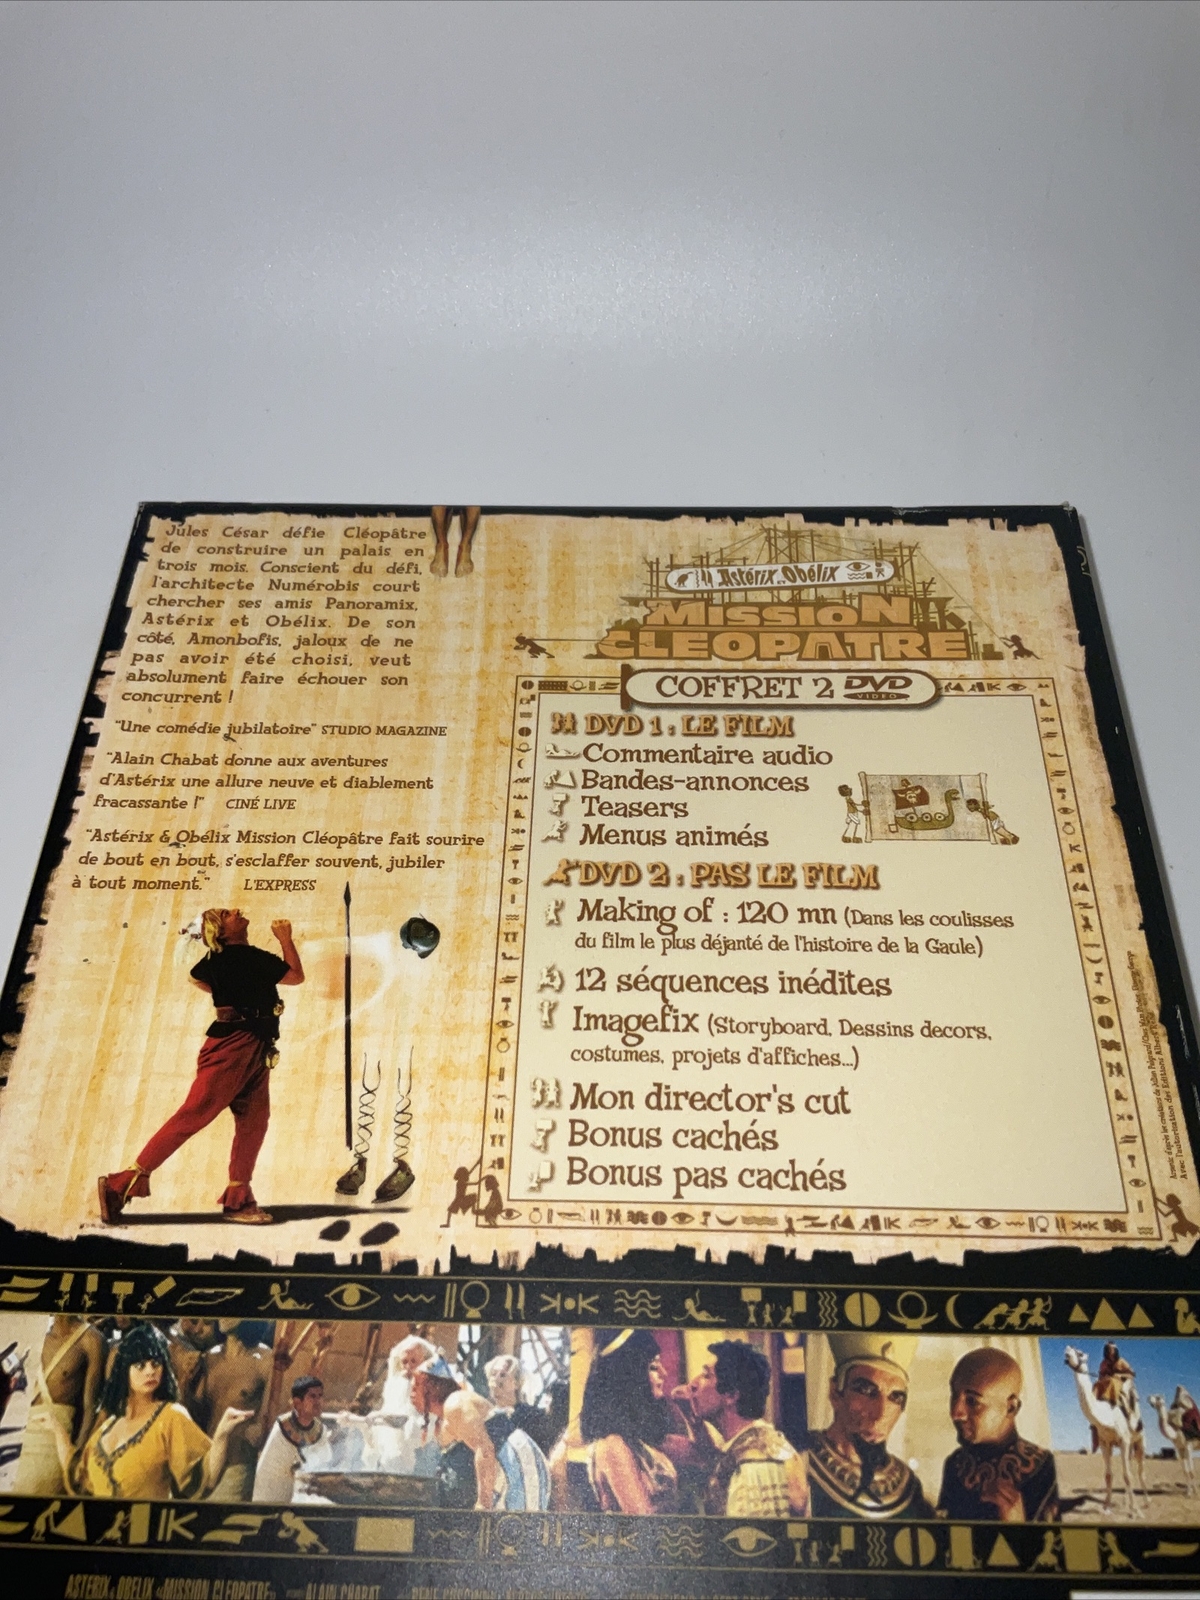 Jules César défie Cléopâtre
de construire un palais en
trois mois. Conscient du défi,
l'architecte Numérobis court
chercher ses amis Panoramix,
Astérix et Obélix. De son
côté, Amonbofis, jaloux de ne
pas avoir été choisi, veut
absolument faire échouer son
concurrent !
"Une comédie jubilatoire" STUDIO MAGAZINE
"Alain Chabat donne aux aventures
d'Astérix une allure neuve et diablement
fracassante !" CINÉ LIVE
"Astérix & Obélix Mission Cléopâtre fait sourire
de bout en bout, s'esclaffer souvent, jubiler
à tout moment." L'EXPRESS
Astérix et Obélix
MISSION
CLEOPATRE
COFFRET 2 DVD VIDEO
DVD 1 : LE FILM
Commentaire audio
Bandes-annonces
Teasers
Menus animés
DVD 2 : PAS LE FILM
Making of : 120 mn (Dans les coulisses
du film le plus déjanté de l'histoire de la Gaule)
12 séquences inédites
Imagefix (Storyboard, Dessins decors,
costumes, projets d'affiches...)
Mon director's cut
Bonus cachés
Bonus pas cachés
ASTERIX & OBELIX "MISSION CLEOPATRE" ALAIN CHABAT